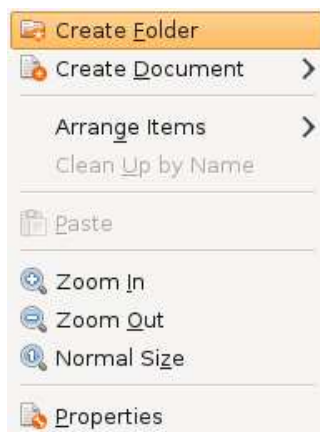 Create Folder
Create Document
Arrange Items
Clean Up by Name
Paste
Zoom In
Zoom Out
Normal Size
Properties